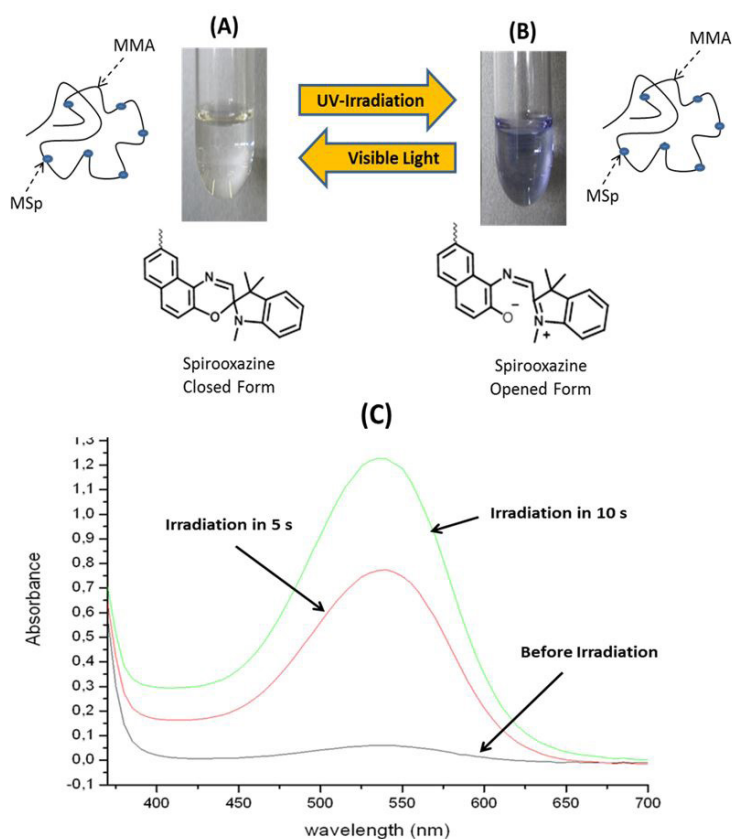 (A)
(B)
MMA
MMA
UV-Irradiation
Visible Light
MSp
MSp
N
O
N
N
O
−
N
+
Spirooxazine
Closed Form
Spirooxazine
Opened Form
(C)
1,3
1,2
1,1
1,0
0,9
0,8
0,7
0,6
0,5
0,4
0,3
0,2
0,1
0,0
-0,1
Absorbance
Irradiation in 5 s
Irradiation in 10 s
Before Irradiation
400 450 500 550 600 650 700
wavelength (nm)